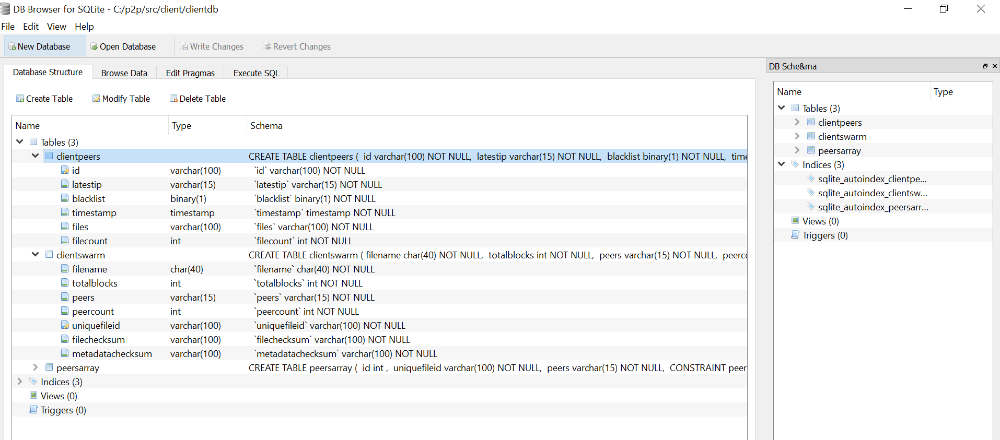 DB Browser for SQLite - C:/p2p/src/client/clientdb
File Edit View Help
New Database Open Database Write Changes Revert Changes
Database Structure Browse Data Edit Pragmas Execute SQL
Create Table Modify Table Delete Table
Name Type Schema
Tables (3)
clientpeers CREATE TABLE clientpeers ( id varchar(100) NOT NULL, latestip varchar(15) NOT NULL, blacklist binary(1) NOT NULL, time
id varchar(100) `id` varchar(100) NOT NULL
latestip varchar(15) `latestip` varchar(15) NOT NULL
blacklist binary(1) `blacklist` binary(1) NOT NULL
timestamp timestamp `timestamp` timestamp NOT NULL
files varchar(100) `files` varchar(100) NOT NULL
filecount int `filecount` int NOT NULL
clientswarm CREATE TABLE clientswarm ( filename char(40) NOT NULL, totalblocks int NOT NULL, peers varchar(15) NOT NULL, peerco
filename char(40) `filename` char(40) NOT NULL
totalblocks int `totalblocks` int NOT NULL
peers varchar(15) `peers` varchar(15) NOT NULL
peercount int `peercount` int NOT NULL
uniquefileid varchar(100) `uniquefileid` varchar(100) NOT NULL
filechecksum varchar(100) `filechecksum` varchar(100) NOT NULL
metadatachecksum varchar(100) `metadatachecksum` varchar(100) NOT NULL
peersarray CREATE TABLE peersarray ( id int , uniquefileid varchar(100) NOT NULL, peers varchar(15) NOT NULL, CONSTRAINT peer
Indices (3)
Views (0)
Triggers (0)
DB Sche&ma
Name Type
Tables (3)
clientpeers
clientswarm
peersarray
Indices (3)
sqlite_autoindex_clientpe...
sqlite_autoindex_clientsw...
sqlite_autoindex_peersarr...
Views (0)
Triggers (0)